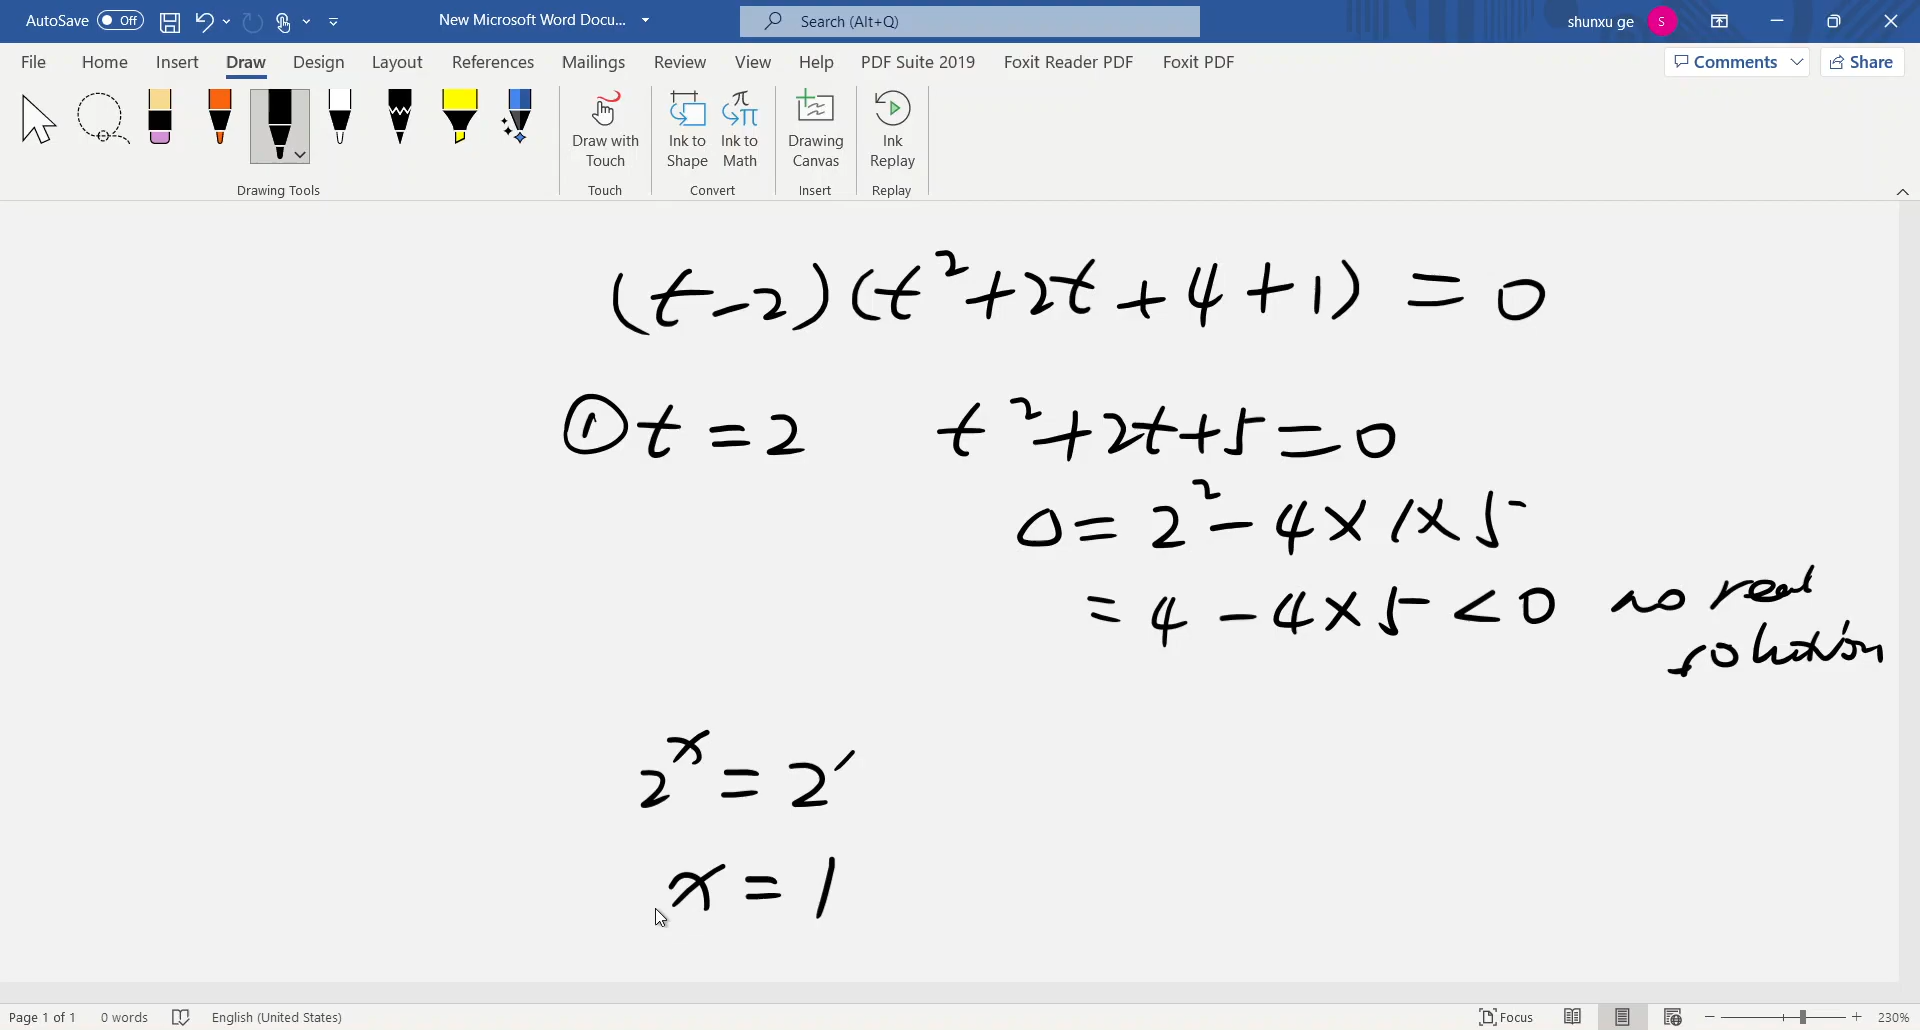 AutoSave Off New Microsoft Word Docu... Search (Alt+Q) shunxu ge S
File Home Insert Draw Design Layout References Mailings Review View Help PDF Suite 2019 Foxit Reader PDF Foxit PDF Comments Share
Draw with Touch
Ink to Shape
Ink to Math
Drawing Canvas
Ink Replay
Drawing Tools Touch Convert Insert Replay
(t-2)(t²+2t+4+1)=0
① t=2 t²+2t+5=0
Δ=2²-4×1×5
=4-4×5<0 no real
solution
2ˣ=2¹
x=1
Page 1 of 1 0 words English (United States) Focus 230%